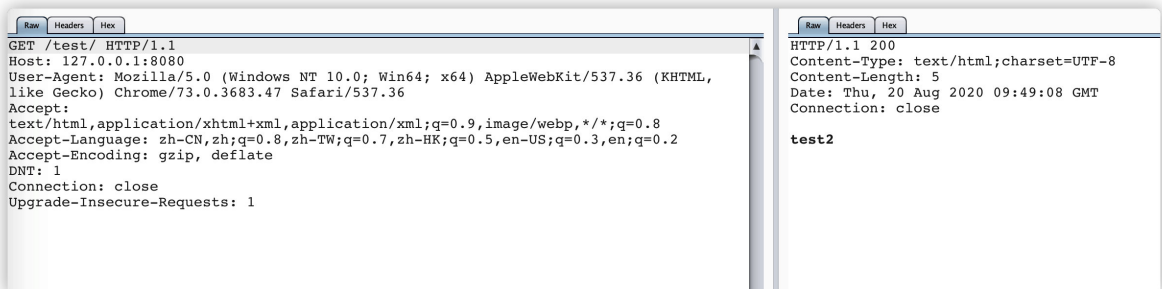 Raw Headers Hex
GET /test/ HTTP/1.1
Host: 127.0.0.1:8080
User-Agent: Mozilla/5.0 (Windows NT 10.0; Win64; x64) AppleWebKit/537.36 (KHTML,
like Gecko) Chrome/73.0.3683.47 Safari/537.36
Accept:
text/html,application/xhtml+xml,application/xml;q=0.9,image/webp,*/*;q=0.8
Accept-Language: zh-CN,zh;q=0.8,zh-TW;q=0.7,zh-HK;q=0.5,en-US;q=0.3,en;q=0.2
Accept-Encoding: gzip, deflate
DNT: 1
Connection: close
Upgrade-Insecure-Requests: 1
Raw Headers Hex
HTTP/1.1 200
Content-Type: text/html;charset=UTF-8
Content-Length: 5
Date: Thu, 20 Aug 2020 09:49:08 GMT
Connection: close
test2